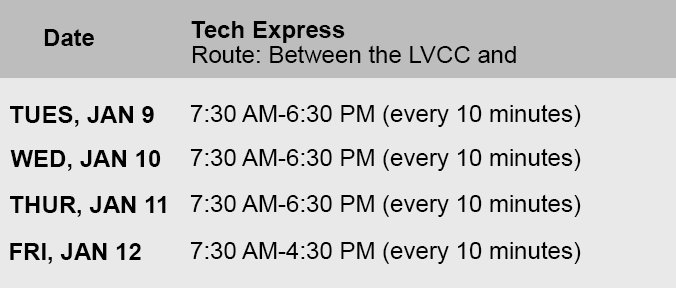 Date
Tech Express
Route: Between the LVCC and
TUES, JAN 9 7:30 AM-6:30 PM (every 10 minutes)
WED, JAN 10 7:30 AM-6:30 PM (every 10 minutes)
THUR, JAN 11 7:30 AM-6:30 PM (every 10 minutes)
FRI, JAN 12 7:30 AM-4:30 PM (every 10 minutes)